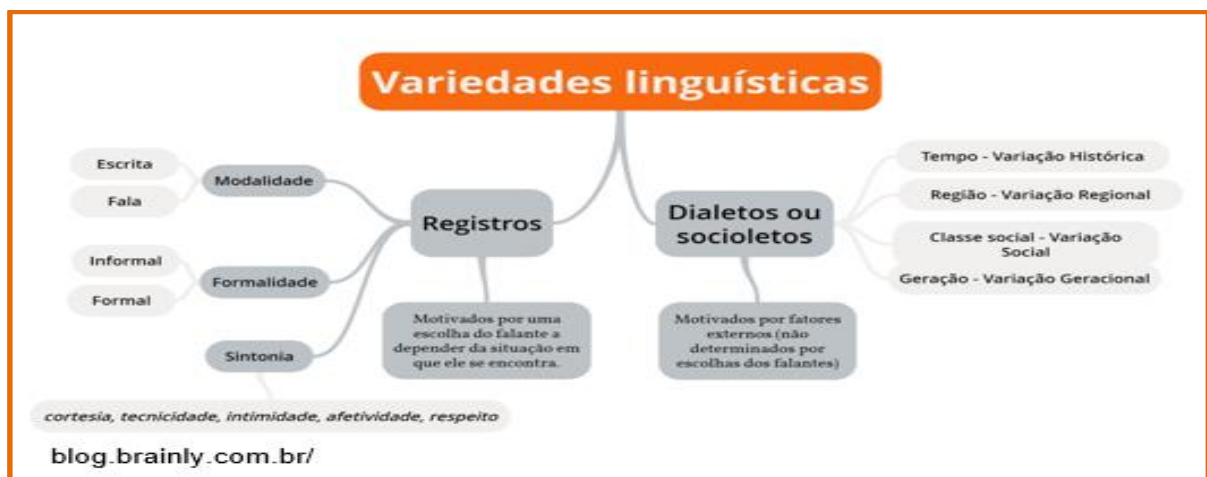 Variedades linguísticas
Escrita
Fala
Modalidade
Informal
Formal
Formalidade
Sintonia
cortesia, tecnicidade, intimidade, afetividade, respeito
Registros
Motivados por uma
escolha do falante a
depender da situação em
que ele se encontra.
Dialetos ou
socioletos
Motivados por fatores
externos (não
determinados por
escolhas dos falantes)
Tempo - Variação Histórica
Região - Variação Regional
Classe social - Variação
Social
Geração - Variação Geracional
blog.brainly.com.br/